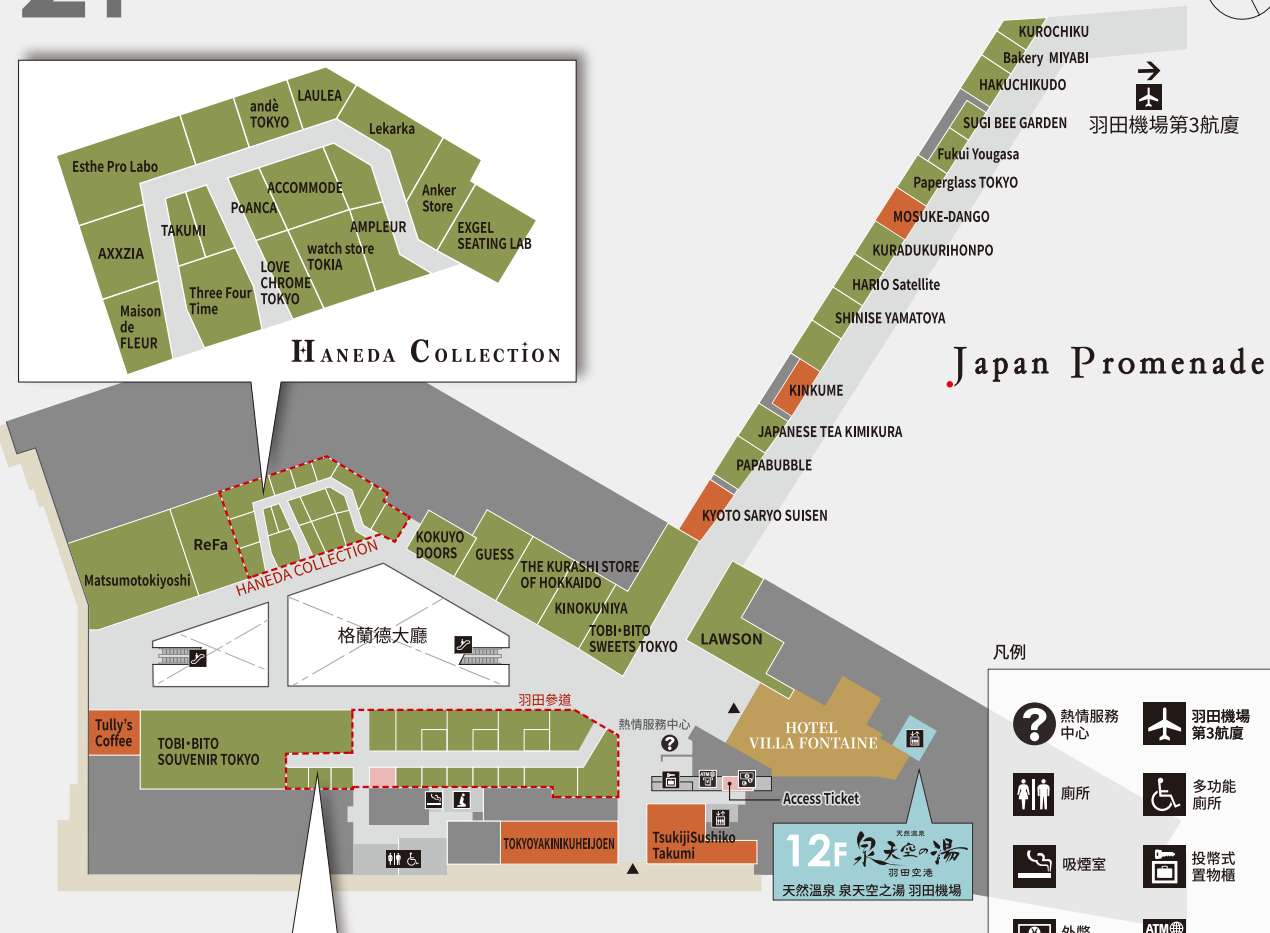 KUROCHIKU
Bakery MIYABI
HAKUCHIKUDO
SUGI BEE GARDEN
Fukui Yougasa
Paperglass TOKYO
MOSUKE-DANGO
KURADUKURIHONPO
HARIO Satellite
SHINISE YAMATOYA
KINKUME
JAPANESE TEA KIMIKURA
PAPABUBBLE
KYOTO SARYO SUISEN
羽田機場第3航廈
Japan Promenade
LAULEA
andè
TOKYO
Lekarka
Esthe Pro Labo
ACCOMMODE
PoANCA
Anker
Store
TAKUMI
AMPLEUR
EXGEL
SEATING LAB
AXXZIA
watch store
TOKIA
LOVE
CHROME
TOKYO
Three Four
Time
Maison
de
FLEUR
HANEDA COLLECTION
ReFa
Matsumotokiyoshi
HANEDA COLLECTION
KOKUYO
DOORS
GUESS
THE KURASHI STORE
OF HOKKAIDO
KINOKUNIYA
TOBI•BITO
SWEETS TOKYO
LAWSON
格蘭德大廳
羽田參道
熱情服務中心
?
HOTEL
VILLA FONTAINE
Tully's
Coffee
TOBI•BITO
SOUVENIR TOKYO
ATM
Access Ticket
TOKYOYAKINIKUHEIJOEN
TsukijiSushiko
Takumi
12F
天然温泉
泉天空の湯
羽田空港
天然溫泉 泉天空之湯 羽田機場
凡例
?
熱情服務
中心
羽田機場
第3航廈
廁所
多功能
廁所
吸煙室
投幣式
置物櫃
外幣
ATM